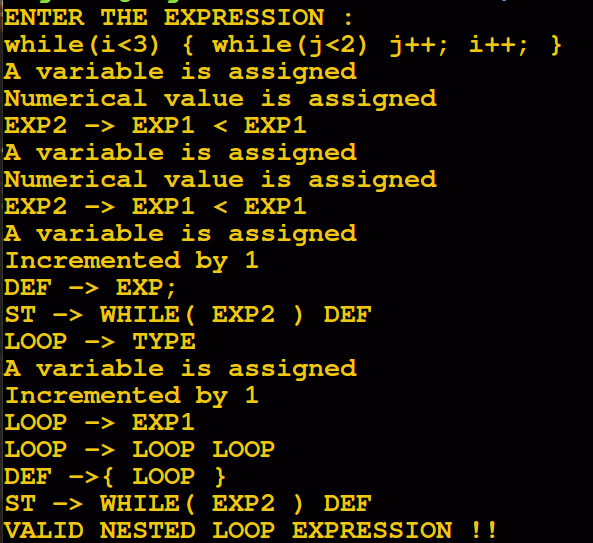 ENTER THE EXPRESSION :
while(i<3) { while(j<2) j++; i++; }
A variable is assigned
Numerical value is assigned
EXP2 -> EXP1 < EXP1
A variable is assigned
Numerical value is assigned
EXP2 -> EXP1 < EXP1
A variable is assigned
Incremented by 1
DEF -> EXP;
ST -> WHILE( EXP2 ) DEF
LOOP -> TYPE
A variable is assigned
Incremented by 1
LOOP -> EXP1
LOOP -> LOOP LOOP
DEF ->{ LOOP }
ST -> WHILE( EXP2 ) DEF
VALID NESTED LOOP EXPRESSION !!